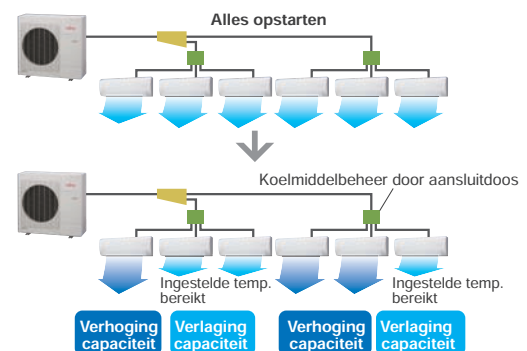 Alles opstarten
Koelmiddelbeheer door aansluitdoos
Ingestelde temp.
bereikt
Ingestelde temp.
bereikt
Verhoging
capaciteit
Verlaging
capaciteit
Verhoging
capaciteit
Verlaging
capaciteit